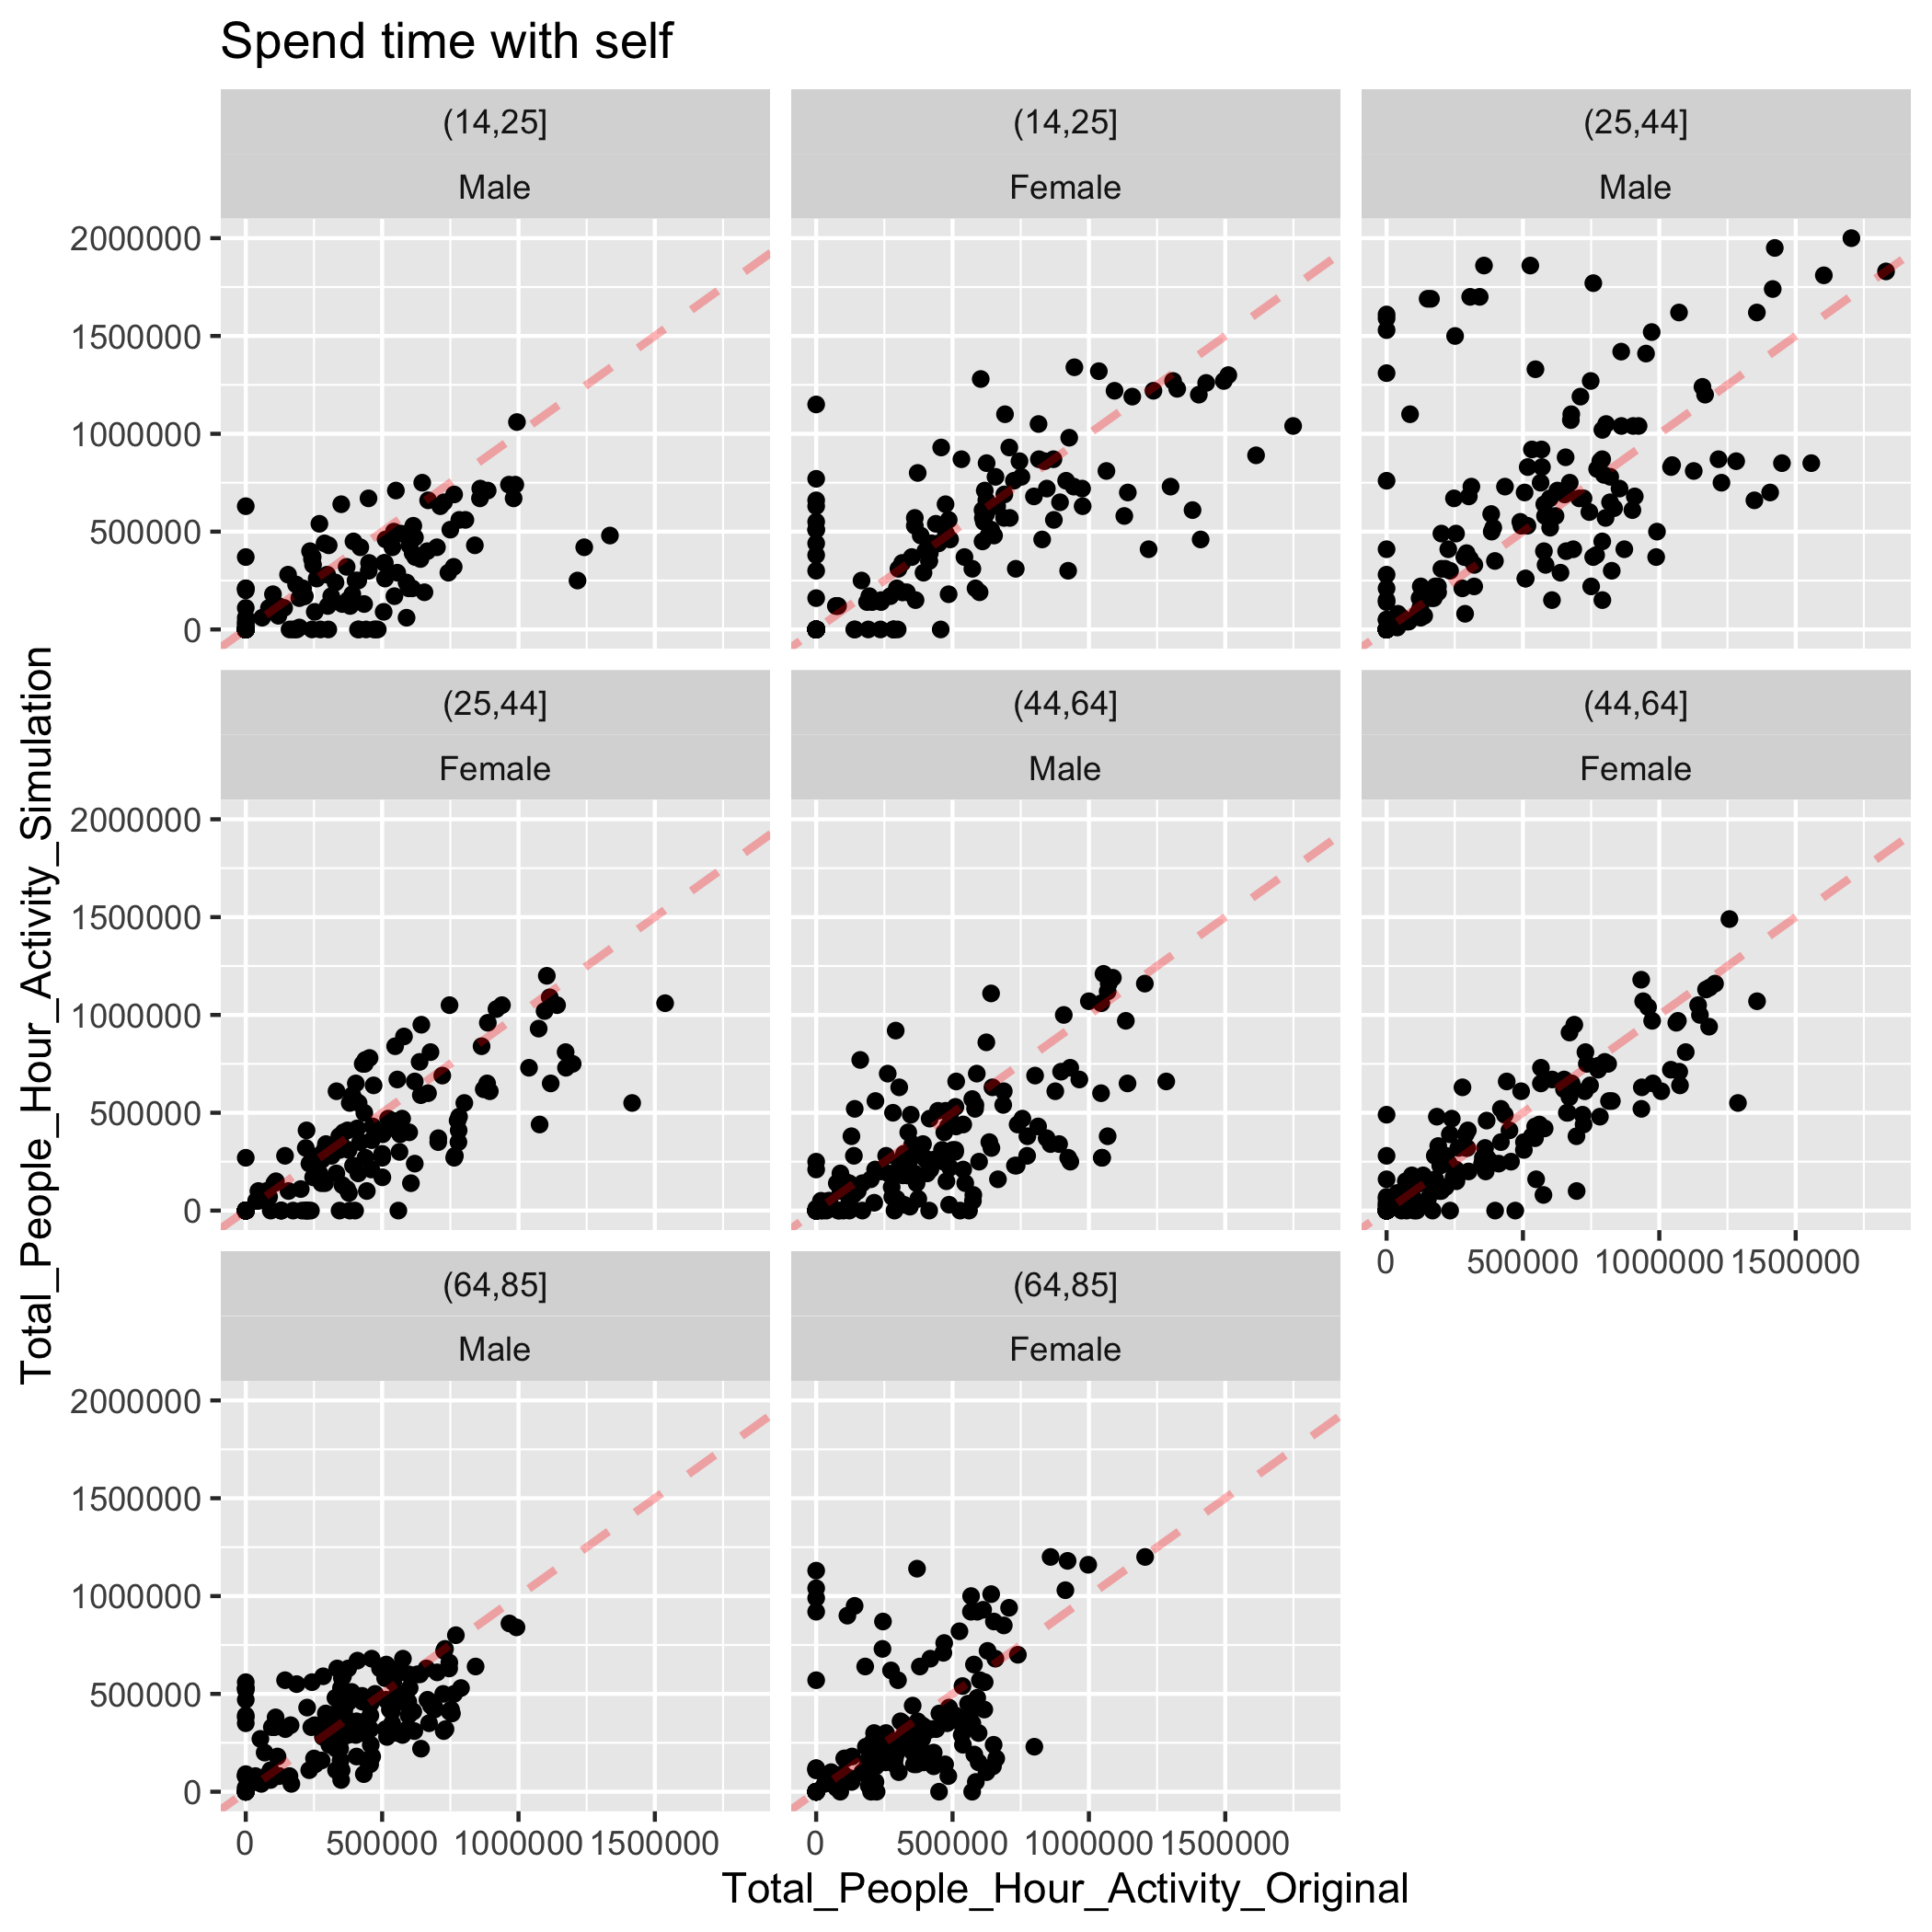 Spend time with self
(14,25]
Male
(14,25]
Female
(25,44]
Male
2000000
1500000
1000000
500000
0
(25,44]
Female
(44,64]
Male
(44,64]
Female
2000000
1500000
1000000
500000
0
0 500000 1000000 1500000
(64,85]
Male
(64,85]
Female
2000000
1500000
1000000
500000
0
0 500000 1000000 1500000
0 500000 1000000 1500000
Total_People_Hour_Activity_Original
Total_People_Hour_Activity_Simulation